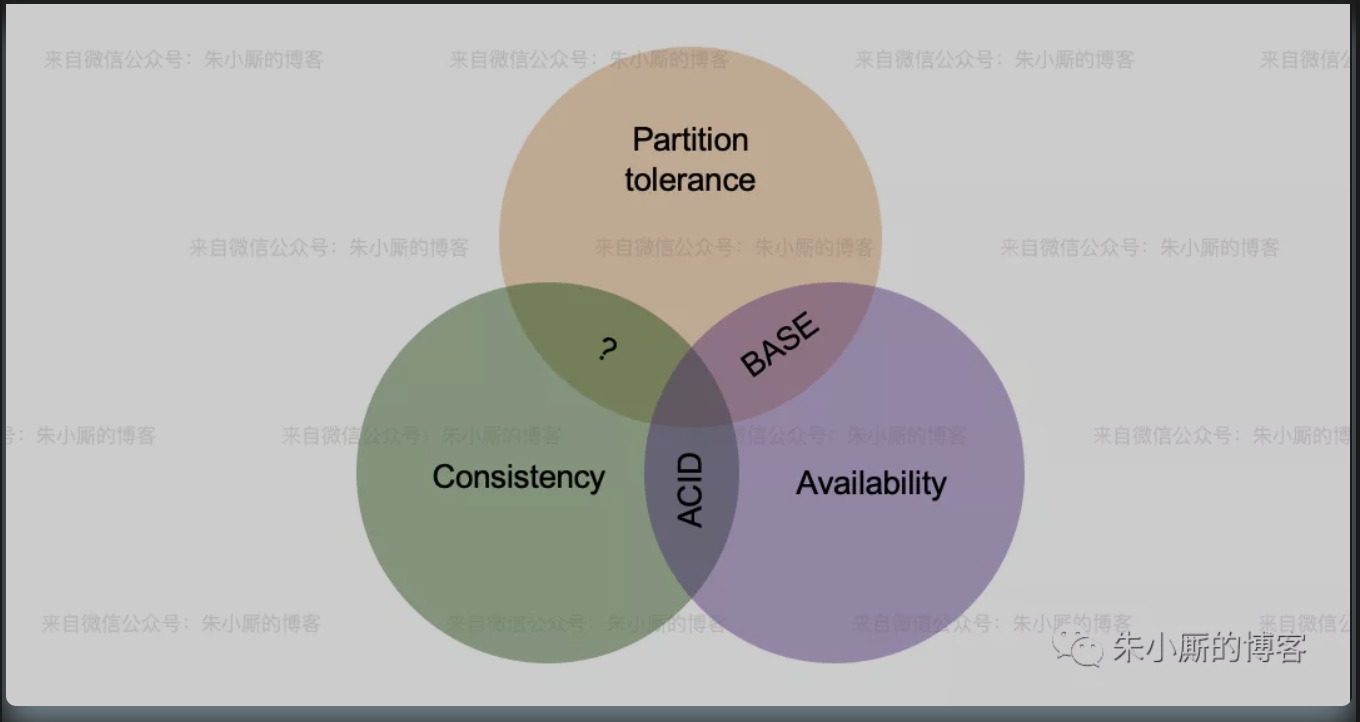 来自微信公众号：朱小厮的博客
来自微信公众号：朱小厮的博客
来自微信公众号：朱小厮的博客
来自微信公
Partition
tolerance
来自微信公众号：朱小厮的博客
来自微信公众号：朱小厮的博客
来自微信公众号：朱小厮的博客
?
BASE
号：朱小厮的博客
来自微信公众号：朱小厮的博客
微信公众号：朱小厮的博客
来自微信公众号：朱小厮的博
Consistency
ACID
Availability
来自微信公众号：朱小厮的博客
来自微信公众号：朱小厮的博客
来自微信公众号：朱小厮的博客
来自微信公
朱小厮的博客